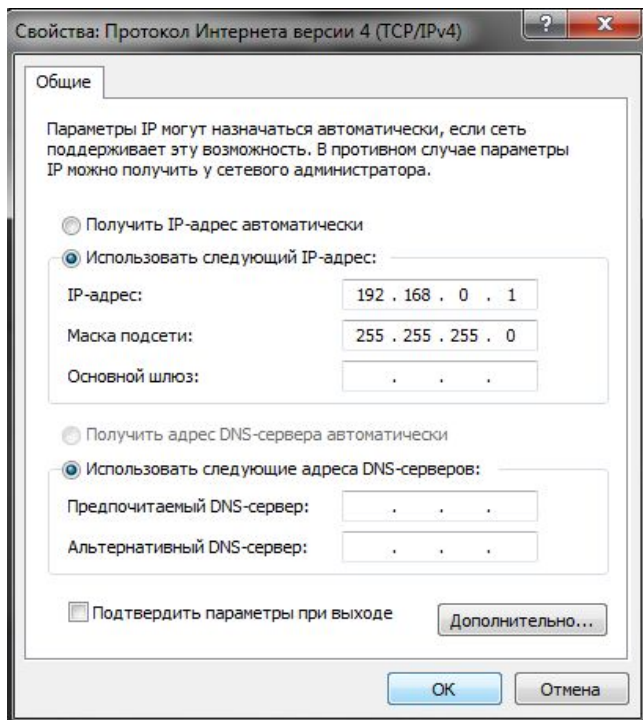 Свойства: Протокол Интернета версии 4 (TCP/IPv4)
?
Общие
Параметры IP могут назначаться автоматически, если сеть
поддерживает эту возможность. В противном случае параметры
IP можно получить у сетевого администратора.
Получить IP-адрес автоматически
Использовать следующий IP-адрес:
IP-адрес: 192 . 168 . 0 . 1
Маска подсети: 255 . 255 . 255 . 0
Основной шлюз: . . .
Получить адрес DNS-сервера автоматически
Использовать следующие адреса DNS-серверов:
Предпочитаемый DNS-сервер: . . .
Альтернативный DNS-сервер: . . .
Подтвердить параметры при выходе Дополнительно...
ОК Отмена